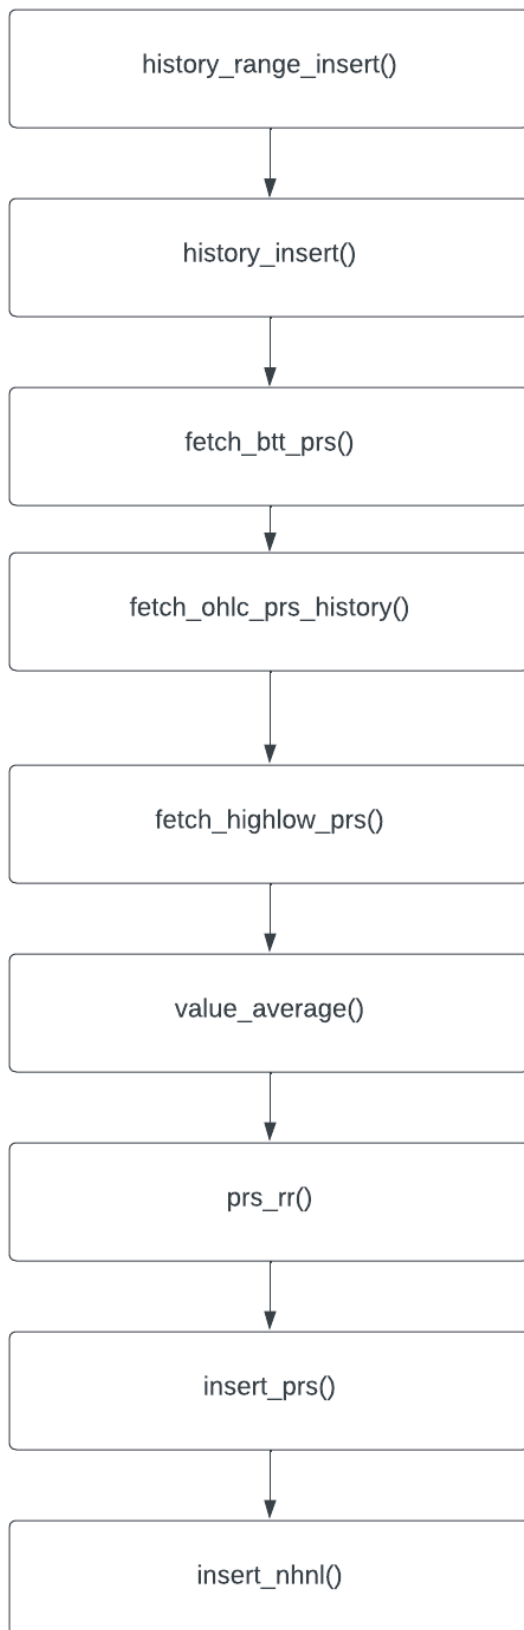 history_range_insert()
history_insert()
fetch_btt_prs()
fetch_ohlc_prs_history()
fetch_highlow_prs()
value_average()
prs_rr()
insert_prs()
insert_nhnl()